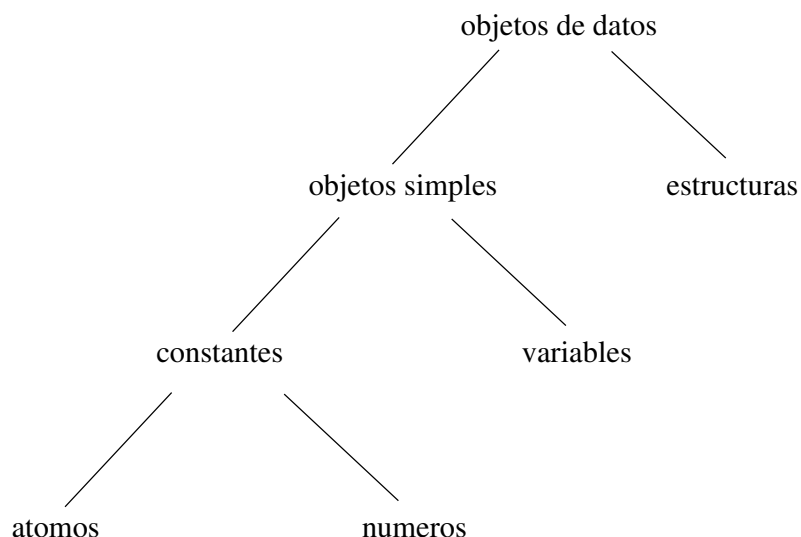 objetos de datos
objetos simples
estructuras
constantes
variables
atomos
numeros